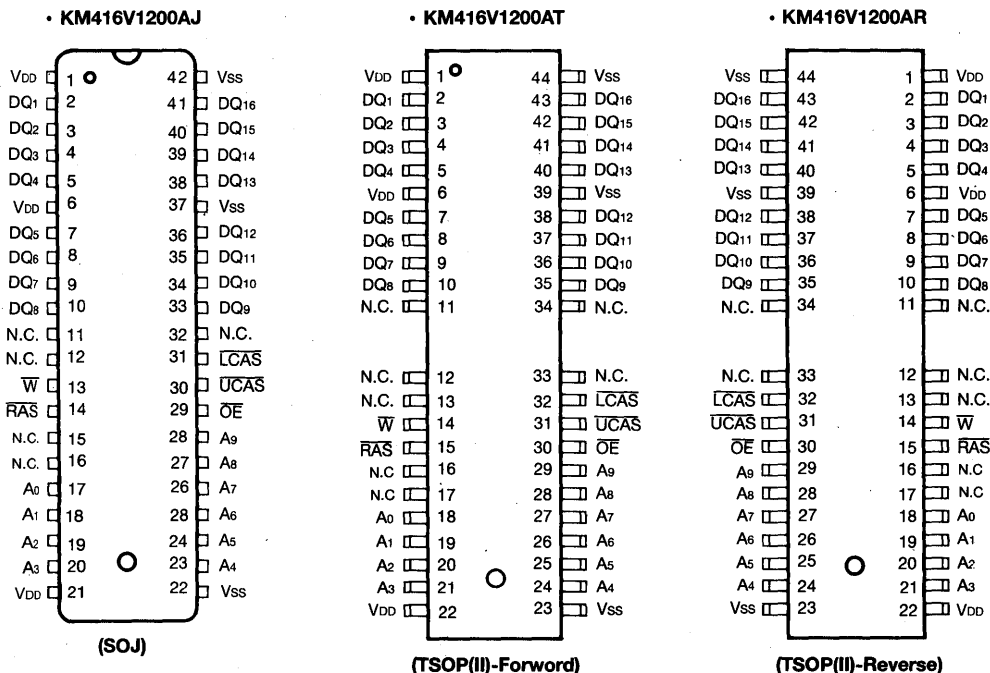 • KM416V1200AJ
VDD 1 42 VSS
DQ1 2 41 DQ16
DQ2 3 40 DQ15
DQ3 4 39 DQ14
DQ4 5 38 DQ13
VDD 6 37 VSS
DQ5 7 36 DQ12
DQ6 8 35 DQ11
DQ7 9 34 DQ10
DQ8 10 33 DQ9
N.C. 11 32 N.C.
N.C. 12 31 LCAS
W 13 30 UCAS
RAS 14 29 OE
N.C. 15 28 A9
N.C. 16 27 A8
A0 17 26 A7
A1 18 28 A6
A2 19 24 A5
A3 20 23 A4
VDD 21 22 VSS
(SOJ)
• KM416V1200AT
VDD 1 44 VSS
DQ1 2 43 DQ16
DQ2 3 42 DQ15
DQ3 4 41 DQ14
DQ4 5 40 DQ13
VDD 6 39 VSS
DQ5 7 38 DQ12
DQ6 8 37 DQ11
DQ7 9 36 DQ10
DQ8 10 35 DQ9
N.C. 11 34 N.C.
N.C. 12 33 N.C.
N.C. 13 32 LCAS
W 14 31 UCAS
RAS 15 30 OE
N.C 16 29 A9
N.C 17 28 A8
A0 18 27 A7
A1 19 26 A6
A2 20 25 A5
A3 21 24 A4
VDD 22 23 VSS
(TSOP(II)-Forword)
• KM416V1200AR
VSS 44 1 VDD
DQ16 43 2 DQ1
DQ15 42 3 DQ2
DQ14 41 4 DQ3
DQ13 40 5 DQ4
VSS 39 6 VDD
DQ12 38 7 DQ5
DQ11 37 8 DQ6
DQ10 36 9 DQ7
DQ9 35 10 DQ8
N.C. 34 11 N.C.
N.C. 33 12 N.C.
LCAS 32 13 N.C.
UCAS 31 14 W
OE 30 15 RAS
A9 29 16 N.C
A8 28 17 N.C
A7 27 18 A0
A6 26 19 A1
A5 25 20 A2
A4 24 21 A3
VSS 23 22 VDD
(TSOP(II)-Reverse)